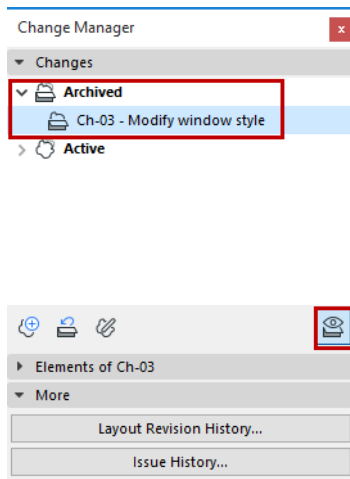 Change Manager
x
Changes
Archived
Ch-03 - Modify window style
Active
Elements of Ch-03
More
Layout Revision History...
Issue History...